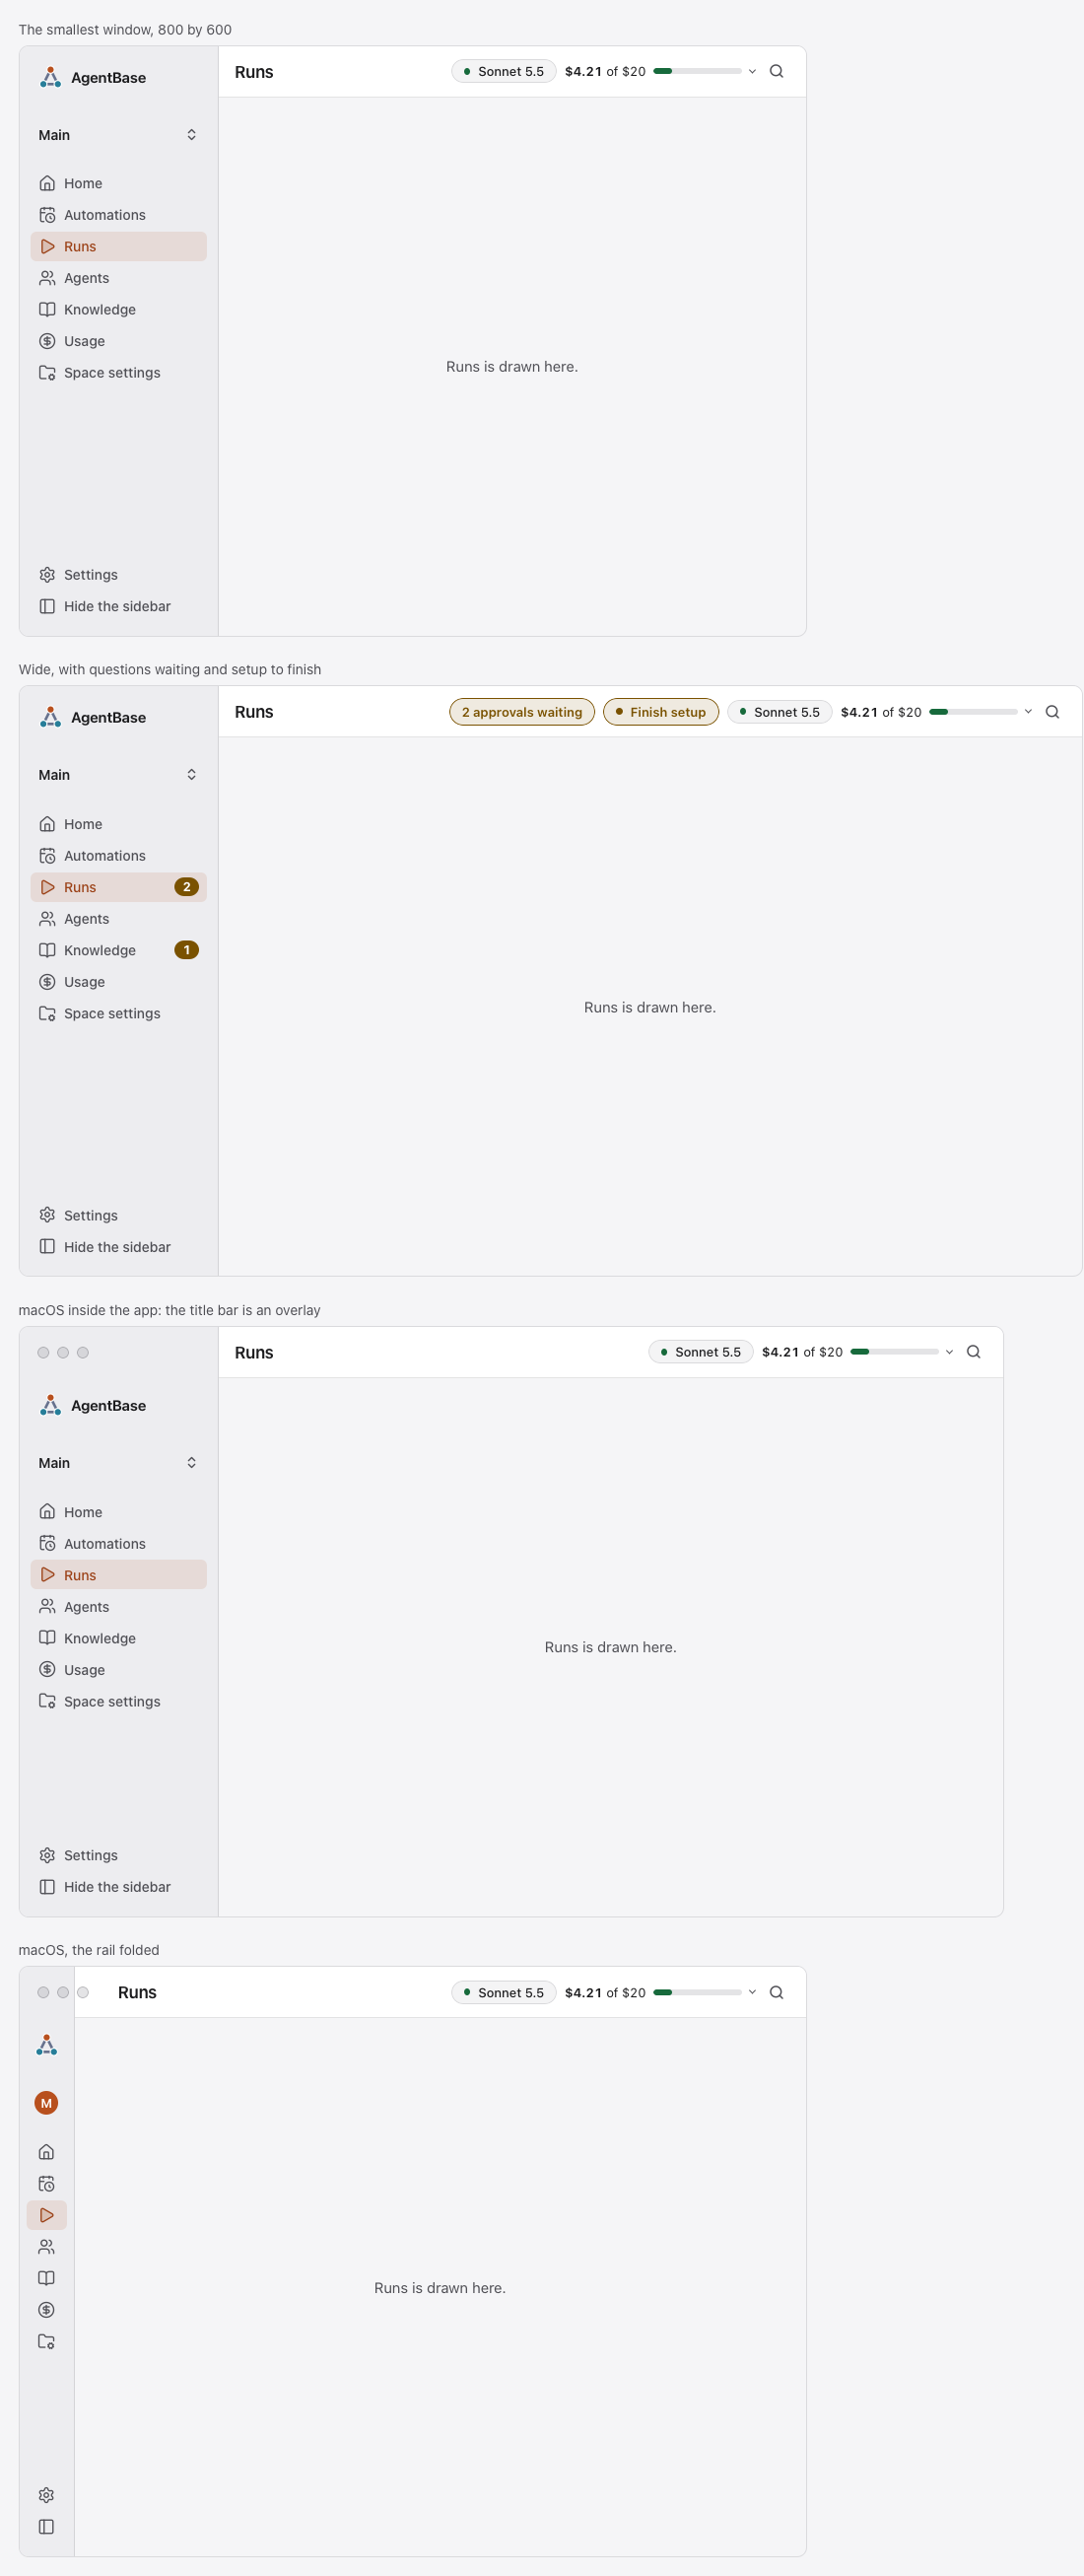 The smallest window, 800 by 600
AgentBase
Runs
Sonnet 5.5
$4.21 of $20
Main
Home
Automations
Runs
Agents
Knowledge
Usage
Space settings
Runs is drawn here.
Settings
Hide the sidebar
Wide, with questions waiting and setup to finish
AgentBase
Runs
2 approvals waiting
Finish setup
Sonnet 5.5
$4.21 of $20
Main
Home
Automations
Runs 2
Agents
Knowledge 1
Usage
Space settings
Runs is drawn here.
Settings
Hide the sidebar
macOS inside the app: the title bar is an overlay
Runs
Sonnet 5.5
$4.21 of $20
AgentBase
Main
Home
Automations
Runs
Agents
Knowledge
Usage
Space settings
Runs is drawn here.
Settings
Hide the sidebar
macOS, the rail folded
Runs
Sonnet 5.5
$4.21 of $20
M
Runs is drawn here.